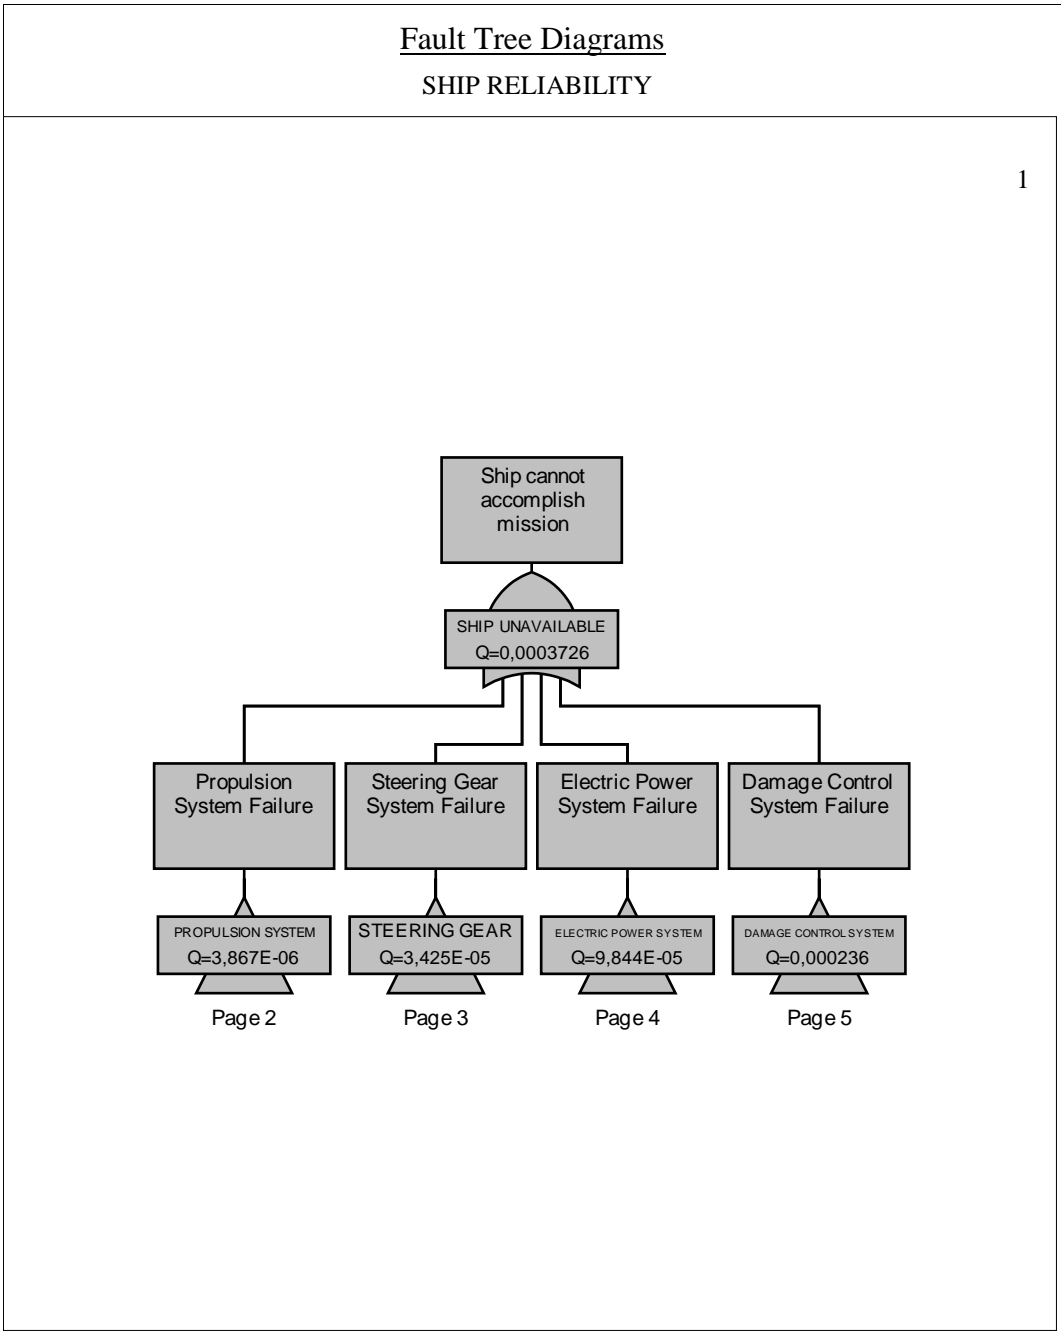 Fault Tree Diagrams
SHIP RELIABILITY
1
Ship cannot
accomplish
mission
SHIP UNAVAILABLE
Q=0,0003726
Propulsion
System Failure
Steering Gear
System Failure
Electric Power
System Failure
Damage Control
System Failure
PROPULSION SYSTEM
Q=3,867E-06
STEERING GEAR
Q=3,425E-05
ELECTRIC POWER SYSTEM
Q=9,844E-05
DAMAGE CONTROL SYSTEM
Q=0,000236
Page 2
Page 3
Page 4
Page 5